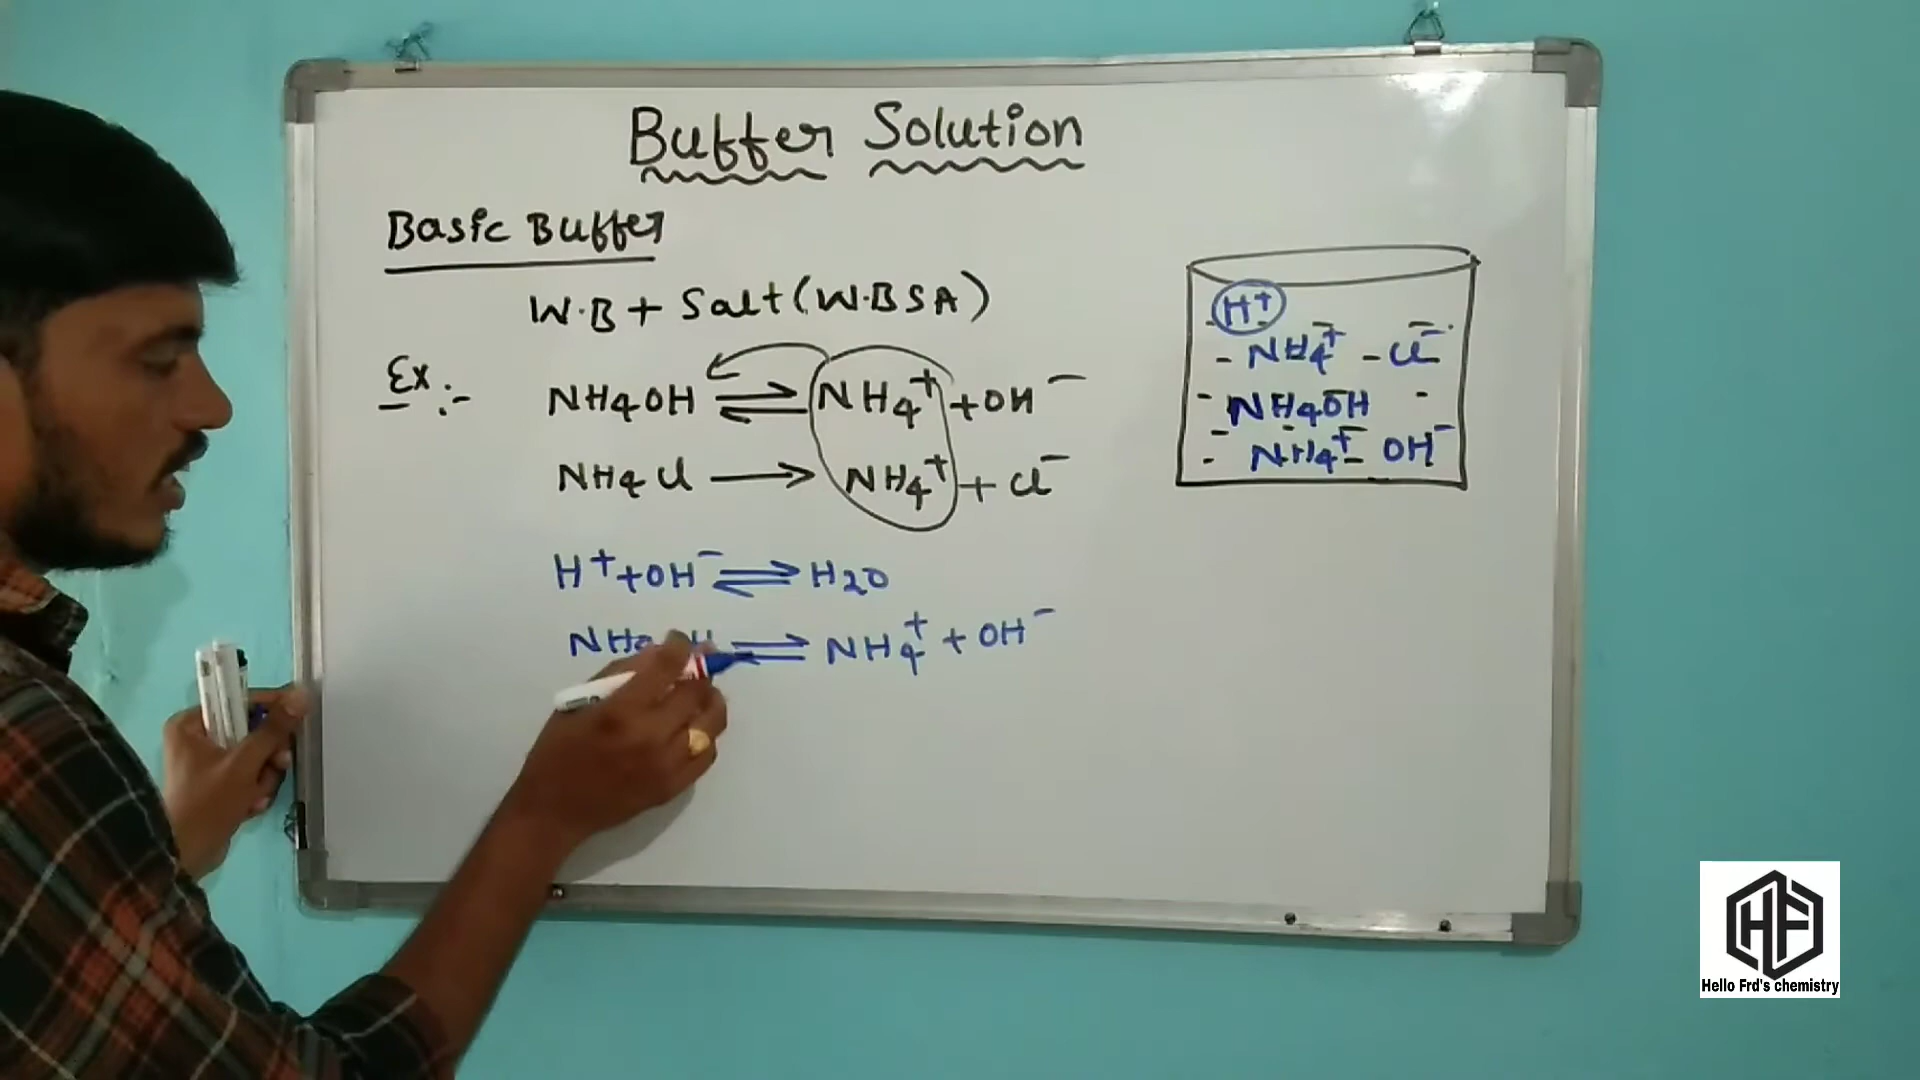 Buffer Solution
Basic Buffer
W.B + Salt (W.B S A)
Ex :-
NH4OH ⇌ NH4⁺ + OH⁻
NH4Cl → NH4⁺ + Cl⁻
H⁺ + OH⁻ ⇌ H2O
⇌ NH4⁺ + OH⁻
H⁺
NH4⁺ Cl⁻
NH4OH
NH4⁺ OH⁻
HF
Hello Frd's chemistry